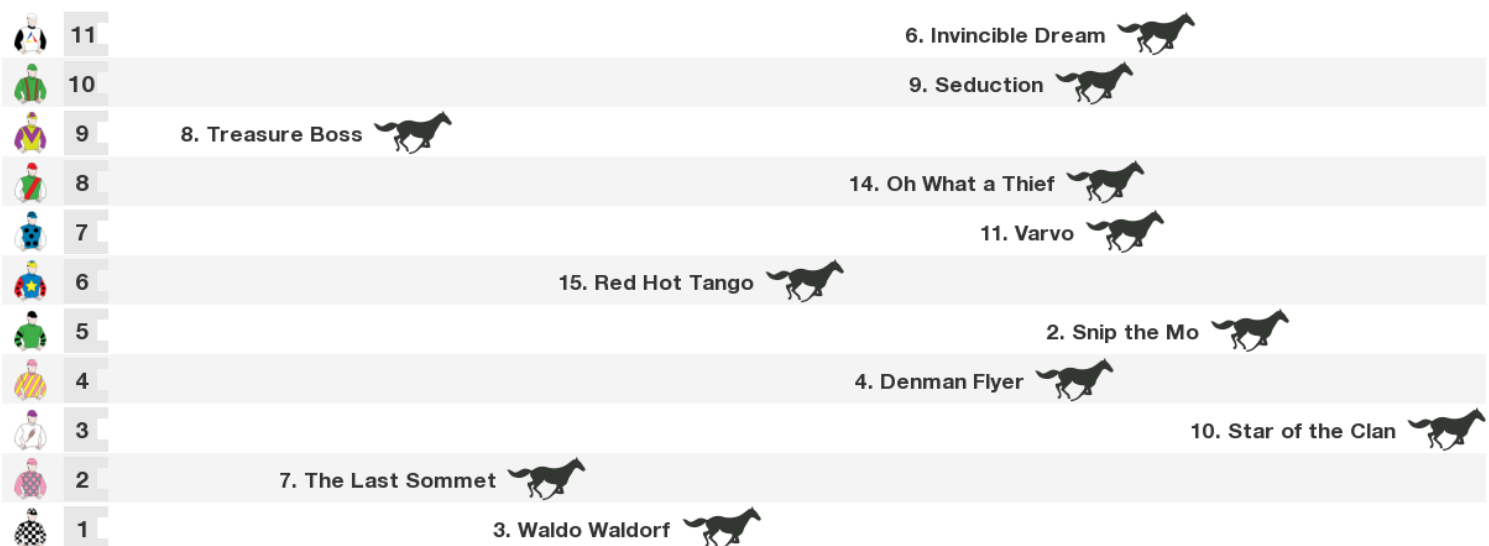 11 6. Invincible Dream
10 9. Seduction
9 8. Treasure Boss
8 14. Oh What a Thief
7 11. Varvo
6 15. Red Hot Tango
5 2. Snip the Mo
4 4. Denman Flyer
3 10. Star of the Clan
2 7. The Last Sommet
1 3. Waldo Waldorf